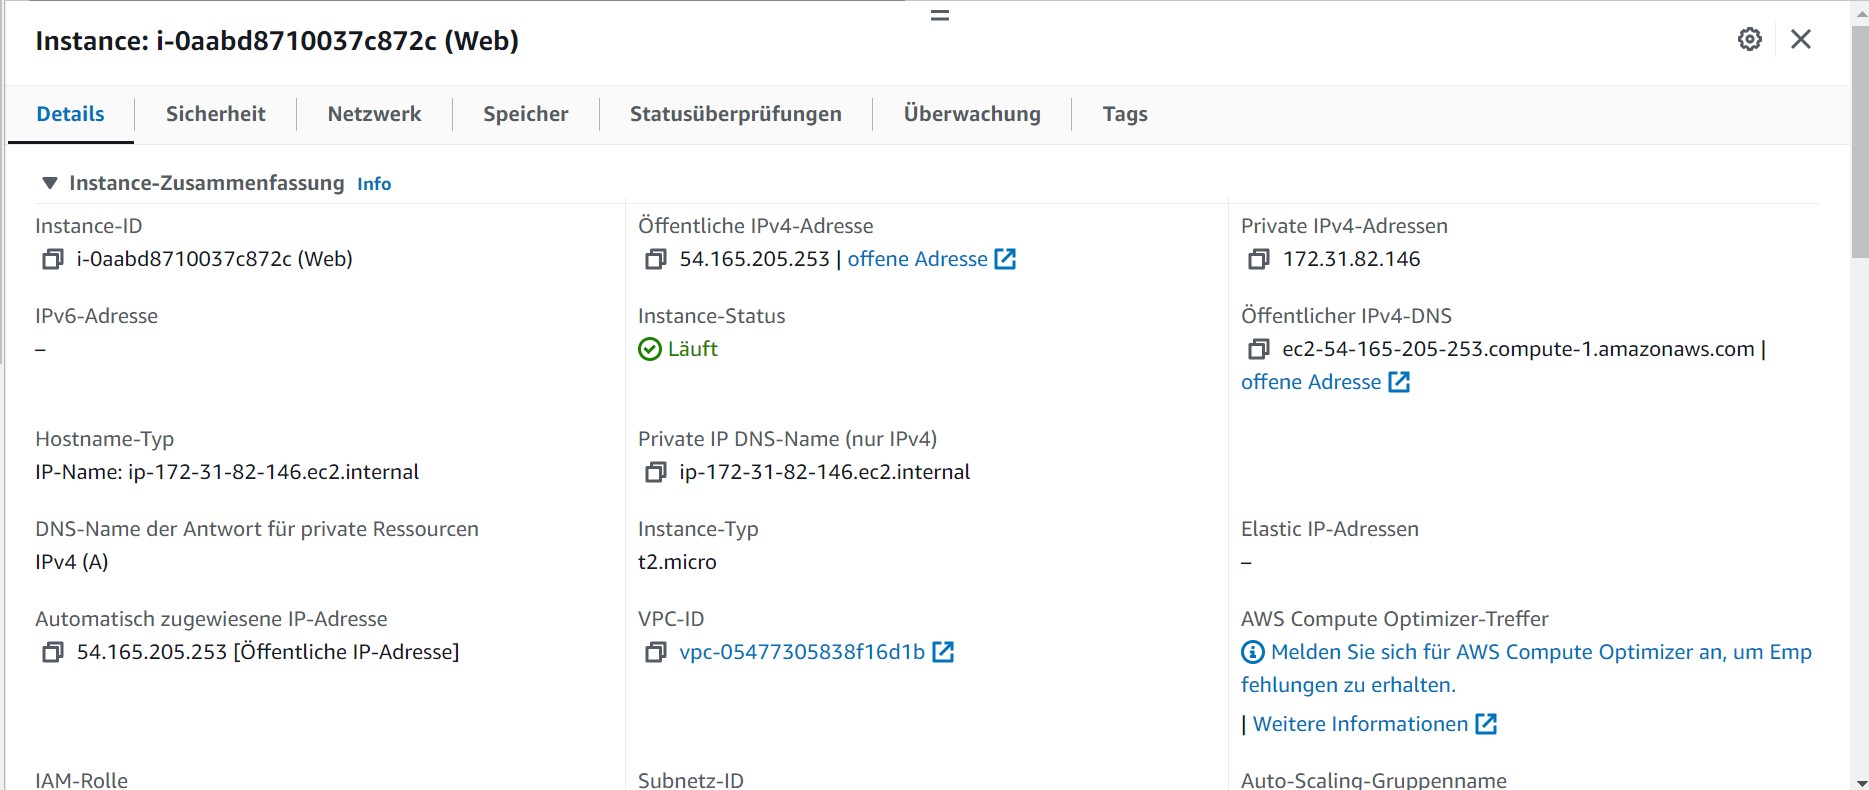 Instance: i-0aabd8710037c872c (Web)
Details
Sicherheit
Netzwerk
Speicher
Statusüberprüfungen
Überwachung
Tags
Instance-Zusammenfassung Info
Instance-ID
i-0aabd8710037c872c (Web)
Öffentliche IPv4-Adresse
54.165.205.253 | offene Adresse
Private IPv4-Adressen
172.31.82.146
IPv6-Adresse
–
Instance-Status
Läuft
Öffentlicher IPv4-DNS
ec2-54-165-205-253.compute-1.amazonaws.com |
offene Adresse
Hostname-Typ
IP-Name: ip-172-31-82-146.ec2.internal
Private IP DNS-Name (nur IPv4)
ip-172-31-82-146.ec2.internal
DNS-Name der Antwort für private Ressourcen
IPv4 (A)
Instance-Typ
t2.micro
Elastic IP-Adressen
–
Automatisch zugewiesene IP-Adresse
54.165.205.253 [Öffentliche IP-Adresse]
VPC-ID
vpc-05477305838f16d1b
AWS Compute Optimizer-Treffer
Melden Sie sich für AWS Compute Optimizer an, um Emp
fehlungen zu erhalten.
| Weitere Informationen
IAM-Rolle
Subnetz-ID
Auto-Scaling-Gruppenname